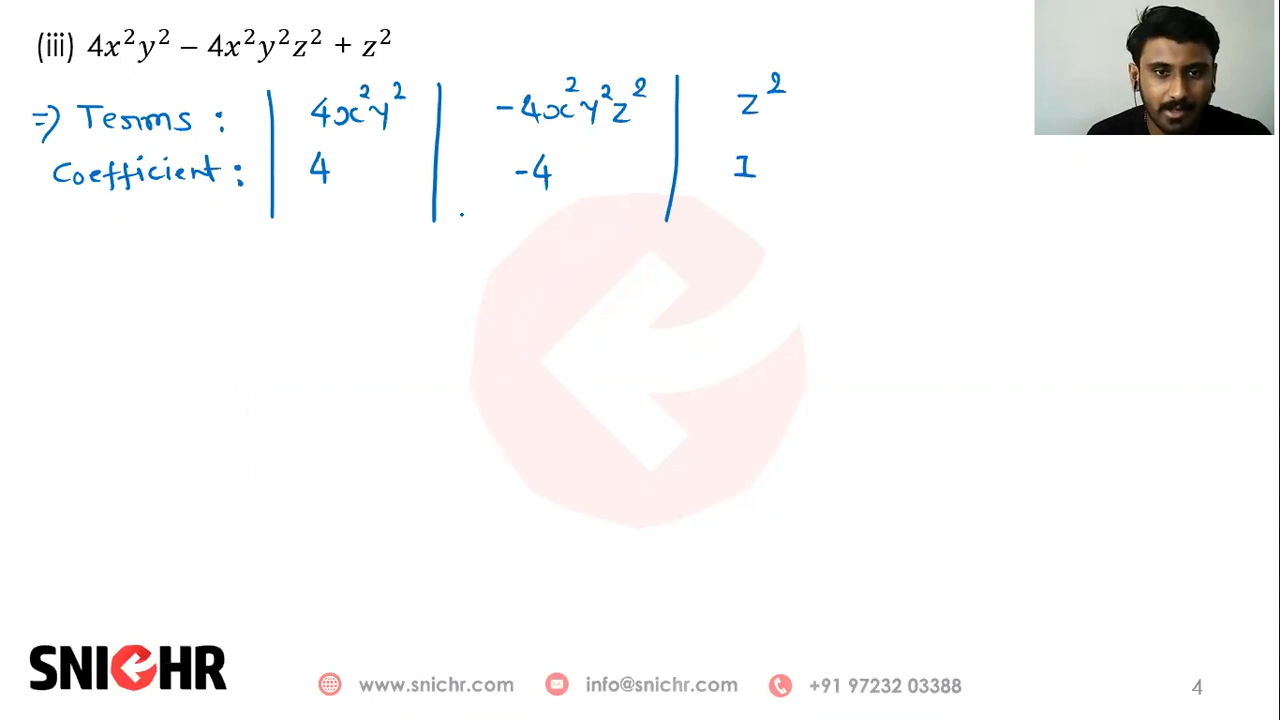 (iii) 4x²y² − 4x²y²z² + z²
⇒ Terms : | 4x²y² | -4x²y²z² | z²
Coefficient : | 4 | -4 | 1
SNICHR
www.snichr.com info@snichr.com +91 97232 03388 4